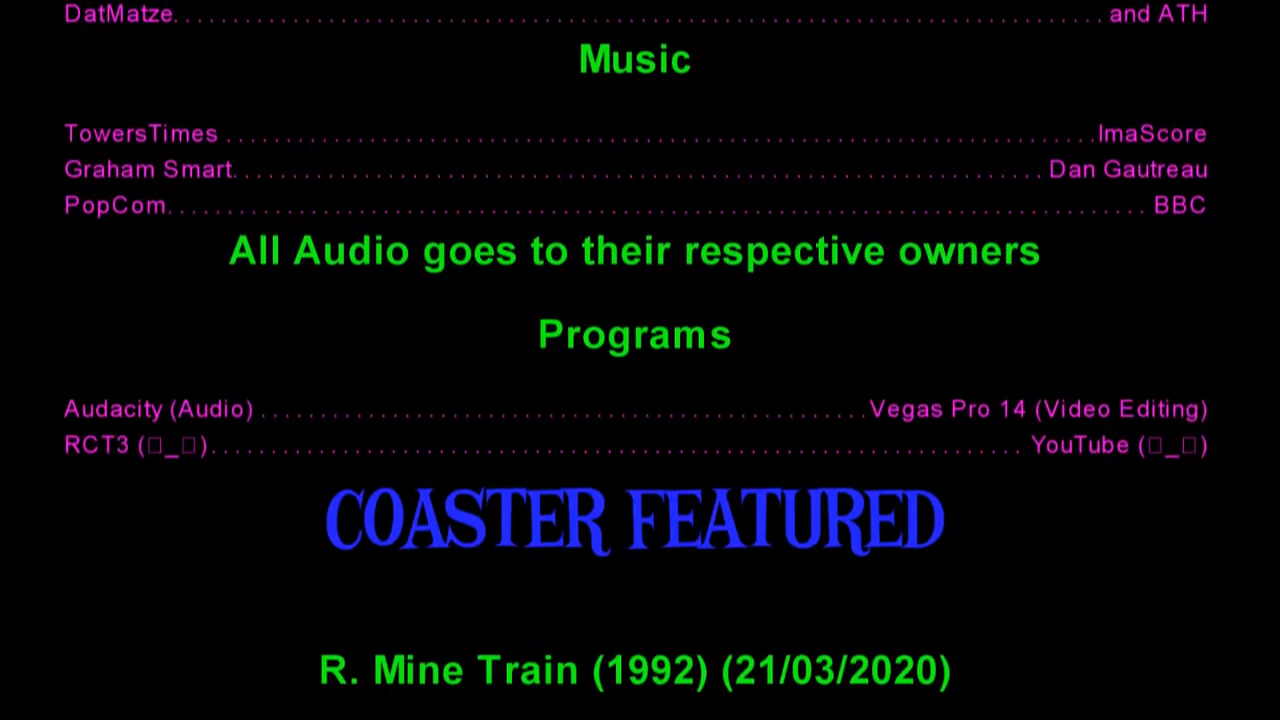 DatMatze. . . . . . . . . . . . . . . . . . . . . . . . . . . . . . . . and ATH
Music
TowersTimes . . . . . . . . . . . . . . . . . . . . . . . . . . . . . . . . ImaScore
Graham Smart. . . . . . . . . . . . . . . . . . . . . . . . . . . . . . . . Dan Gautreau
PopCom. . . . . . . . . . . . . . . . . . . . . . . . . . . . . . . . BBC
All Audio goes to their respective owners
Programs
Audacity (Audio) . . . . . . . . . . . . . . . . . . . . . . . . . . . . . . . . Vegas Pro 14 (Video Editing)
RCT3 (□_□). . . . . . . . . . . . . . . . . . . . . . . . . . . . . . . . YouTube (□_□)
COASTER FEATURED
R. Mine Train (1992) (21/03/2020)